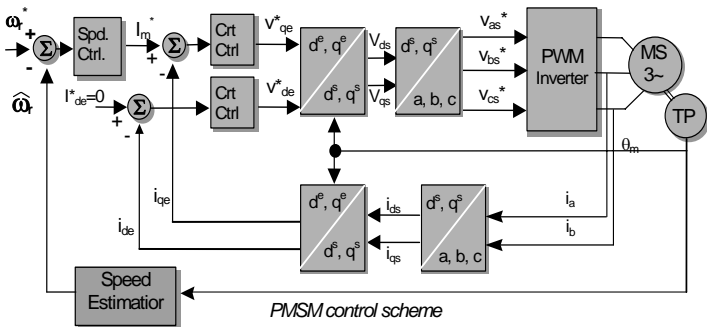 ω*r
+
-
Σ
Spd.
Ctrl.
I*m
+
-
Σ
Crt
Ctrl
v*qe
dᵉ, qᵉ
dˢ, qˢ
Vds
Vqs
dˢ, qˢ
a, b, c
vas*
vbs*
vcs*
PWM
Inverter
MS
3~
ω̂r
I*de=0
+
-
Σ
Crt
Ctrl
v*de
TP
θm
iqe
ide
dᵉ, qᵉ
dˢ, qˢ
ids
iqs
dˢ, qˢ
a, b, c
ia
ib
Speed
Estimatior
PMSM control scheme